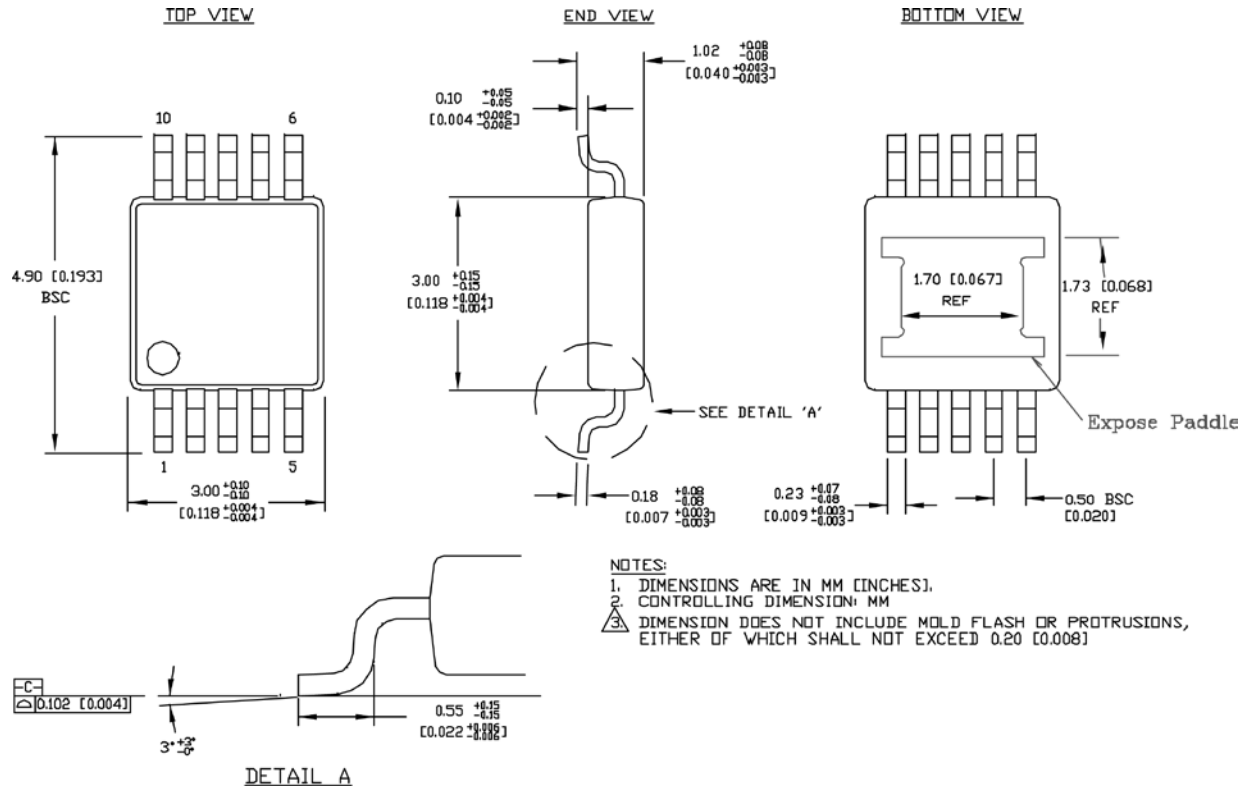 TOP VIEW
END VIEW
BOTTOM VIEW
1.02 +0.08 -0.08
[0.040 +0.003 -0.003]
0.10 +0.05 -0.05
[0.004 +0.002 -0.002]
10
6
4.90 [0.193]
BSC
3.00 +0.15 -0.15
[0.118 +0.004 -0.004]
1.70 [0.067]
REF
1.73 [0.068]
REF
SEE DETAIL 'A'
Expose Paddle
1
5
3.00 +0.10 -0.10
[0.118 +0.004 -0.004]
0.18 +0.08 -0.08
[0.007 +0.003 -0.003]
0.23 +0.07 -0.08
[0.009 +0.003 -0.003]
0.50 BSC
[0.020]
NOTES:
1. DIMENSIONS ARE IN MM [INCHES].
2. CONTROLLING DIMENSION: MM
3. DIMENSION DOES NOT INCLUDE MOLD FLASH OR PROTRUSIONS,
EITHER OF WHICH SHALL NOT EXCEED 0.20 [0.008]
-C-
0.102 [0.004]
3° +3° -0°
0.55 +0.15 -0.15
[0.022 +0.006 -0.006]
DETAIL A